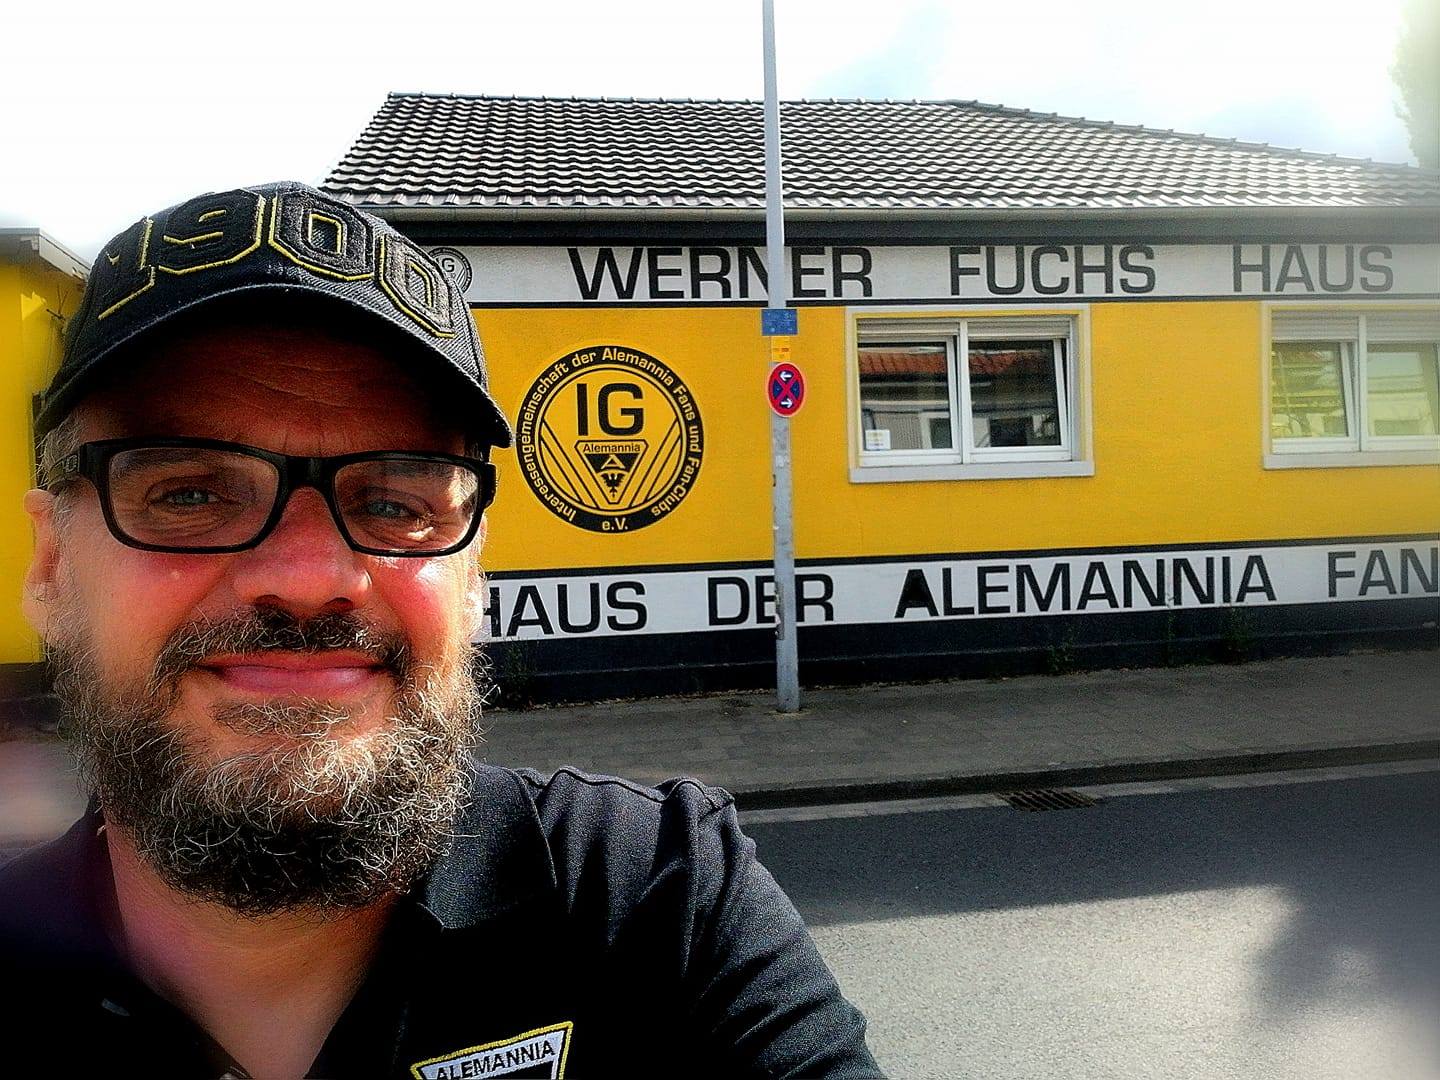 1900
WERNER FUCHS HAUS
Interessengemeinschaft der Alemannia Fans und Fan-Clubs
IG
Alemannia
e.V.
HAUS DER ALEMANNIA FAN
ALEMANNIA